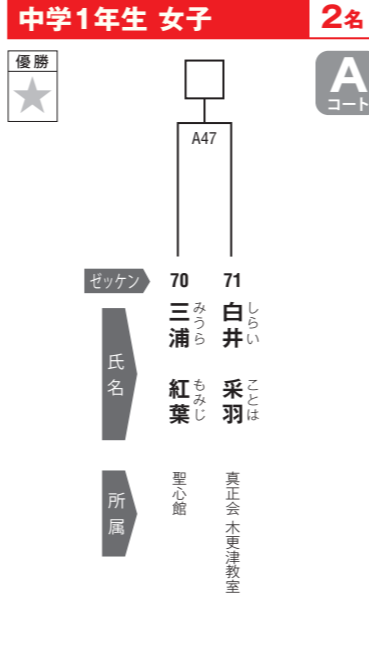 中学1年生 女子
2名
優勝
A
コート
A47
ゼッケン
70
71
氏名
三浦 紅葉
みうら もみじ
白井 采羽
しらい ことは
所属
聖心館
真正会 木更津教室